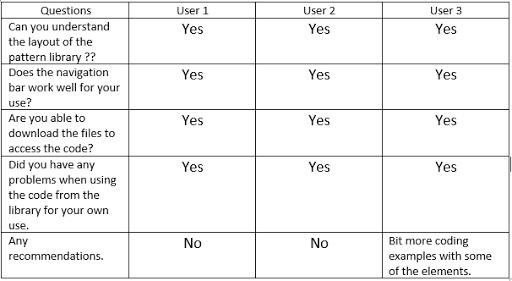 Questions User 1 User 2 User 3
Can you understand Yes Yes Yes
the layout of the
pattern library ??
Does the navigation Yes Yes Yes
bar work well for your
use?
Are you able to Yes Yes Yes
download the files to
access the code?
Did you have any Yes Yes Yes
problems when using
the code from the
library for your own
use.
Any No No Bit more coding
recommendations. examples with some
of the elements.